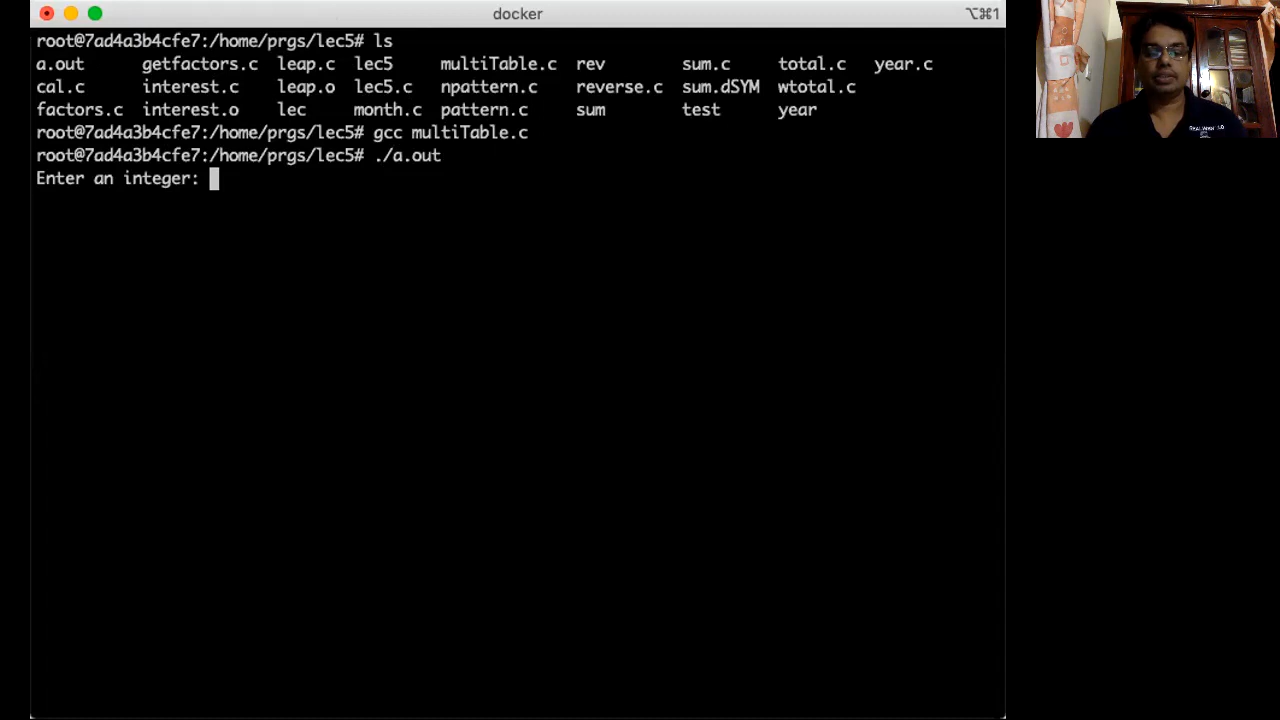 docker
⌥⌘1
root@7ad4a3b4cfe7:/home/prgs/lec5# ls
a.out getfactors.c leap.c lec5 multiTable.c rev sum.c total.c year.c
cal.c interest.c leap.o lec5.c npattern.c reverse.c sum.dSYM wtotal.c
factors.c interest.o lec month.c pattern.c sum test year
root@7ad4a3b4cfe7:/home/prgs/lec5# gcc multiTable.c
root@7ad4a3b4cfe7:/home/prgs/lec5# ./a.out
Enter an integer: